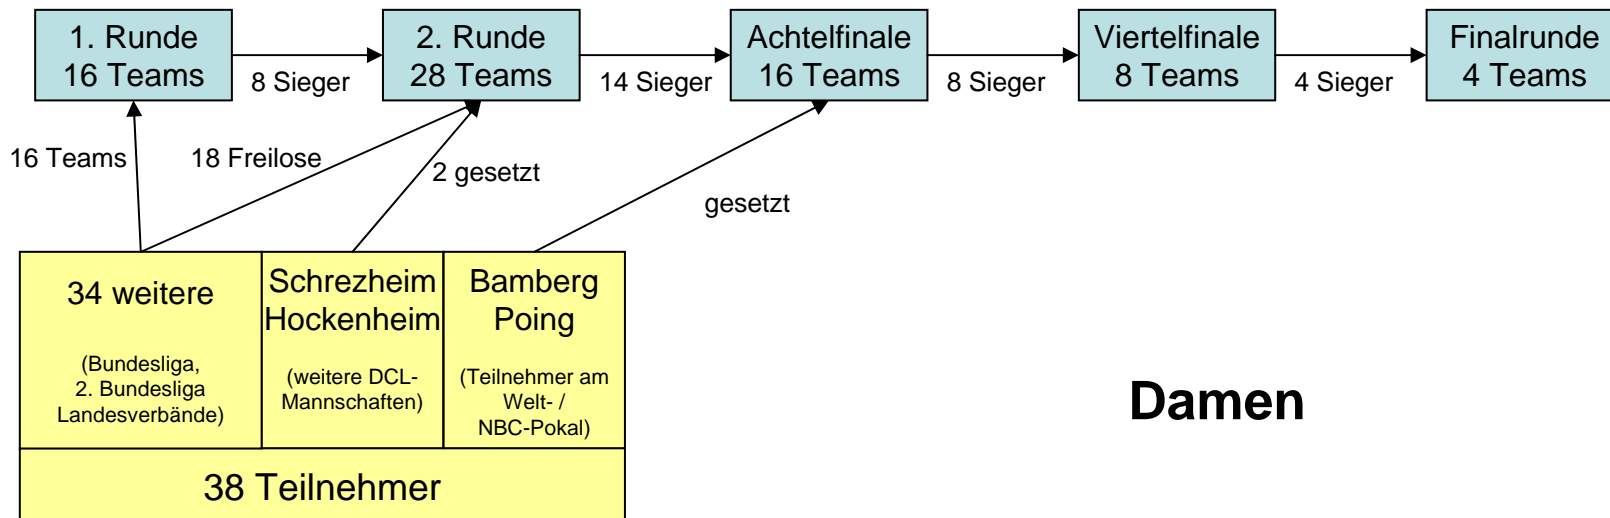 1. Runde
16 Teams
8 Sieger
2. Runde
28 Teams
14 Sieger
Achtelfinale
16 Teams
8 Sieger
Viertelfinale
8 Teams
4 Sieger
Finalrunde
4 Teams
16 Teams
18 Freilose
2 gesetzt
gesetzt
34 weitere
(Bundesliga,
2. Bundesliga
Landesverbände)
Schrezheim
Hockenheim
(weitere DCL-
Mannschaften)
Bamberg
Poing
(Teilnehmer am
Welt- /
NBC-Pokal)
38 Teilnehmer
Damen